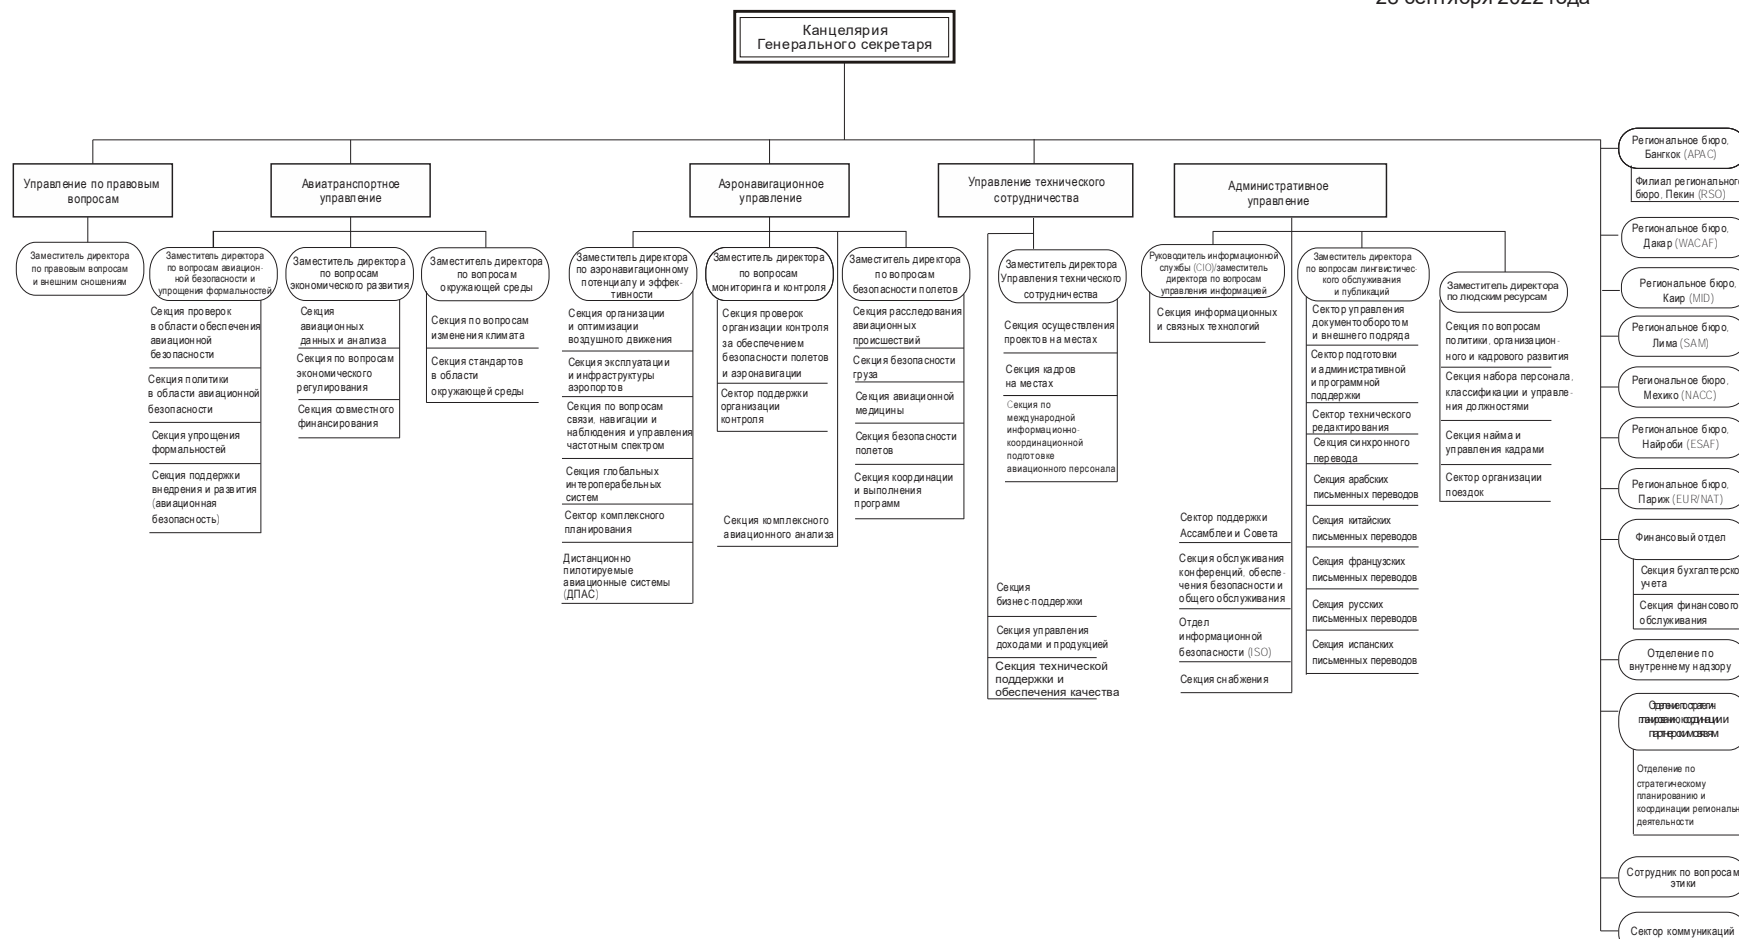 Канцелярия
Генерального секретаря
Управление по правовым
вопросам
Заместитель директора
по правовым вопросам
и внешним сношениям
Авиатранспортное
управление
Заместитель директора
по вопросам авиацион-
ной безопасности и
упрощения формальностей
Секция проверок
в области обеспечения
авиационной
безопасности
Секция политики
в области авиационной
безопасности
Секция упрощения
формальностей
Секция поддержки
внедрения и развития
(авиационная
безопасность)
Заместитель директора
по вопросам
экономического развития
Секция
авиационных
данных и анализа
Секция по вопросам
экономического
регулирования
Секция совместного
финансирования
Заместитель директора
по вопросам
окружающей среды
Секция по вопросам
изменения климата
Секция стандартов
в области
окружающей среды
Аэронавигационное
управление
Заместитель директора
по аэронавигационному
потенциалу и эффек-
тивности
Секция организации
и оптимизации
воздушного движения
Секция эксплуатации
и инфраструктуры
аэропортов
Секция по вопросам
связи, навигации и
наблюдения и управления
частотным спектром
Секция глобальных
интероперабельных
систем
Сектор комплексного
планирования
Дистанционно
пилотируемые
авиационные системы
(ДПАС)
Заместитель директора
по вопросам
мониторинга и контроля
Секция проверок
организации контроля
за обеспечением
безопасности полетов
и аэронавигации
Сектор поддержки
организации
контроля
Секция комплексного
авиационного анализа
Заместитель директора
по вопросам
безопасности полетов
Секция расследования
авиационных
происшествий
Секция безопасности
груза
Секция авиационной
медицины
Секция безопасности
полетов
Секция координации
и выполнения
программ
Управление технического
сотрудничества
Заместитель директора
Управления технического
сотрудничества
Секция осуществления
проектов на местах
Секция кадров
на местах
Секция по
международной
информационно-
координационной
подготовке
авиационного персонала
Секция
бизнес-поддержки
Секция управления
доходами и продукцией
Секция технической
поддержки и
обеспечения качества
Административное
управление
Руководитель информационной
службы (CIO)/заместитель
директора по вопросам
управления информацией
Секция информационных
и связных технологий
Сектор поддержки
Ассамблеи и Совета
Секция обслуживания
конференций, обеспе-
чения безопасности и
общего обслуживания
Отдел
информационной
безопасности (ISO)
Секция снабжения
Заместитель директора
по вопросам лингвистичес-
кого обслуживания
и публикаций
Сектор управления
документооборотом
и внешнего подряда
Сектор подготовки
и административной
и программной
поддержки
Сектор технического
редактирования
Секция синхронного
перевода
Секция арабских
письменных переводов
Секция китайских
письменных переводов
Секция французских
письменных переводов
Секция русских
письменных переводов
Секция испанских
письменных переводов
Заместитель директора
по людским ресурсам
Секция по вопросам
политики, организацион-
ного и кадрового развития
Секция набора персонала,
классификации и управле-
ния должностями
Секция найма и
управления кадрами
Сектор организации
поездок
Региональное бюро,
Бангкок (APAC)
Филиал регионального
бюро, Пекин (RSO)
Региональное бюро,
Дакар (WACAF)
Региональное бюро,
Каир (MID)
Региональное бюро,
Лима (SAM)
Региональное бюро,
Мехико (NACC)
Региональное бюро,
Найроби (ESAF)
Региональное бюро,
Париж (EUR/NAT)
Финансовый отдел
Секция бухгалтерско
учета
Секция финансового
обслуживания
Отделение по
внутреннему надзору
Отделение по
стратегическому
планированию и
координации региональн
деятельности
Сотрудник по вопросам
этики
Сектор коммуникаций